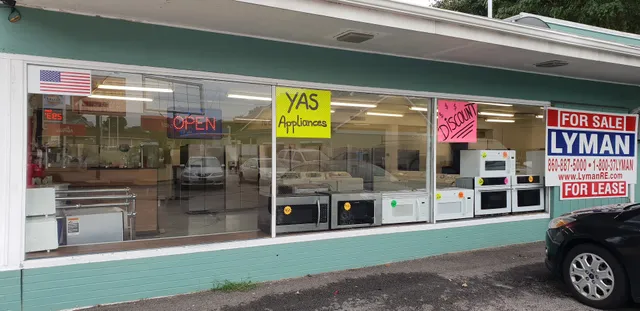 OPEN
YAS
Appliances
DISCOUNT
FOR SALE
LYMAN
860-887-5000 • 1-800-37LYMAN
www.LymanRE.com
FOR LEASE